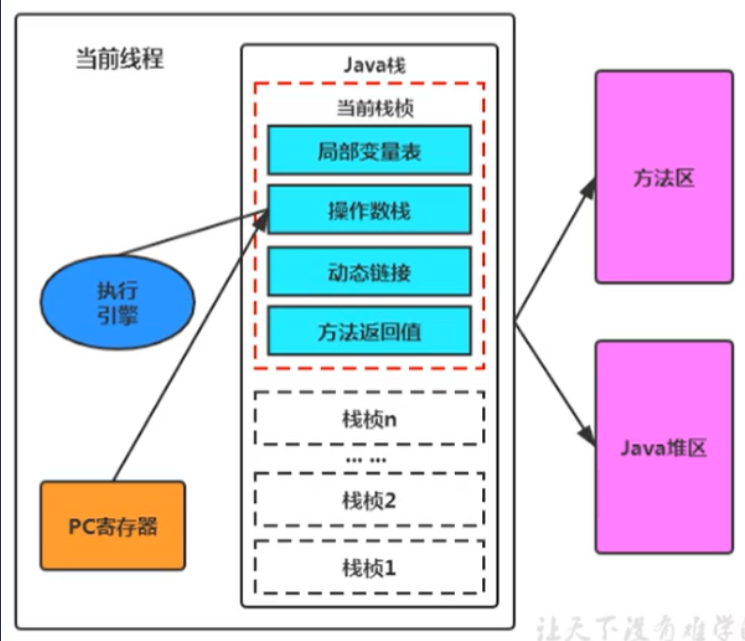 当前线程
Java栈
当前栈桢
局部变量表
操作数栈
动态链接
方法返回值
执行
引擎
栈桢n
... ...
栈桢2
栈桢1
PC寄存器
方法区
Java堆区
让天下没有难学